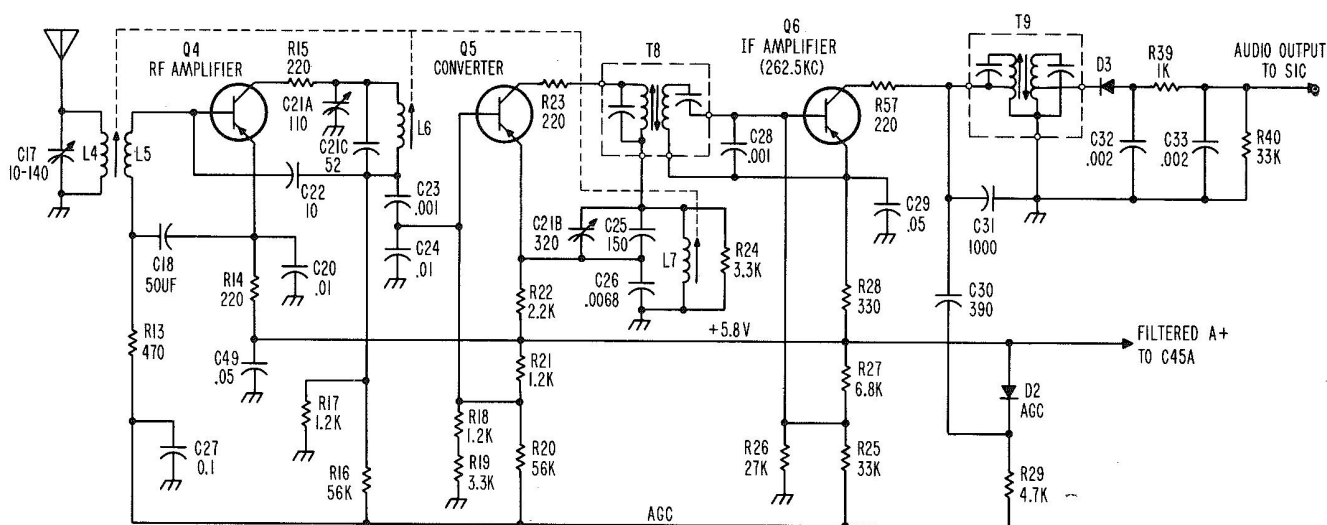 Q4
RF AMPLIFIER
R15
220
C21A
110
C21C
52
L6
Q5
CONVERTER
R23
220
T8
Q6
IF AMPLIFIER
(262.5KC)
R57
220
T9
D3
R39
1K
AUDIO OUTPUT
TO SIC
C17
10-140
L4
L5
C22
10
C23
.001
C24
.01
C28
.001
C29
.05
C32
.002
C33
.002
R40
33K
C31
1000
C18
50UF
R14
220
C20
.01
C21B
320
C25
150
C26
.0068
L7
R24
3.3K
R22
2.2K
R28
330
C30
390
R13
470
C49
.05
+5.8V
FILTERED A+
TO C45A
R21
1.2K
R27
6.8K
D2
AGC
R17
1.2K
R18
1.2K
R19
3.3K
R20
56K
R16
56K
R26
27K
R25
33K
R29
4.7K
C27
0.1
AGC